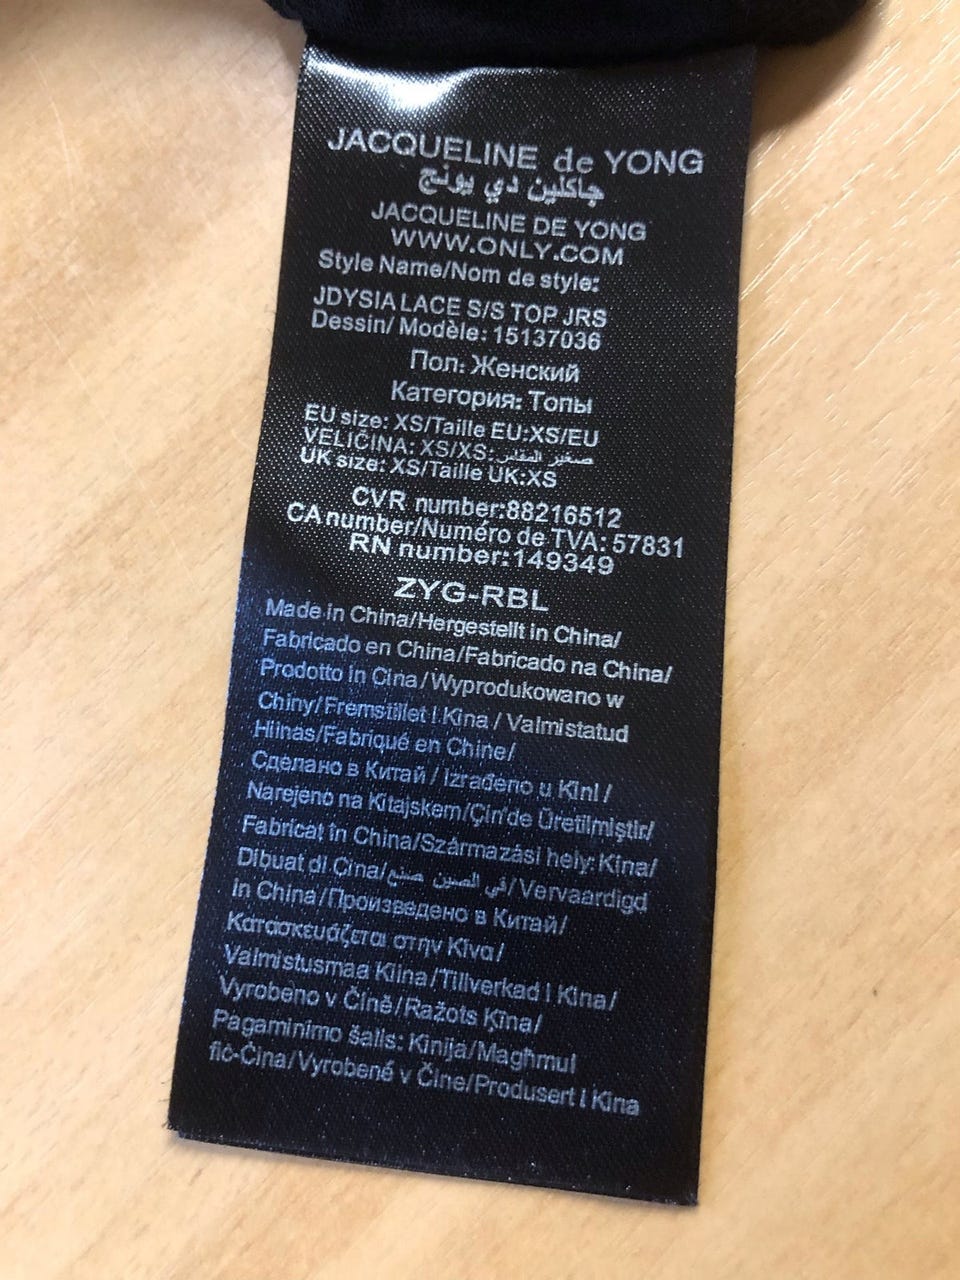 JACQUELINE de YONG
جاكلين دي يونج
JACQUELINE DE YONG
WWW.ONLY.COM
Style Name/Nom de style:
JDYSIA LACE S/S TOP JRS
Dessin/ Modèle: 15137036
Пол: Женский
Категория: Топы
EU size: XS/Taille EU:XS/EU
VELICINA: XS/XS: صغير المقاس
UK size: XS/Taille UK:XS
CVR number:88216512
CA number/Numéro de TVA: 57831
RN number:149349
ZYG-RBL
Made in China/Hergestellt in China/
Fabricado en China/Fabricado na China/
Prodotto in Cina/Wyprodukowano w
Chiny/Fremstillet I Kina / Valmistatud
Hiinas/Fabriqué en Chine/
Сделано в Китай / Izrađeno u Kini /
Narejeno na Kitajskem/Çin'de Üretilmiştir/
Fabricat în China/Származási hely: Kína/
Dibuat di Cina/في الصين صنع/Vervaardigd
in China/Произведено в Китай/
Κατασκευάζεται στην Κίνα/
Valmistusmaa Kiina/Tillverkad I Kina/
Vyrobeno v Číně/Ražots Ķīna/
Pagaminimo šalis: Kinija/Magħmul
fiċ-Ċina/Vyrobené v Číne/Produsert I Kina